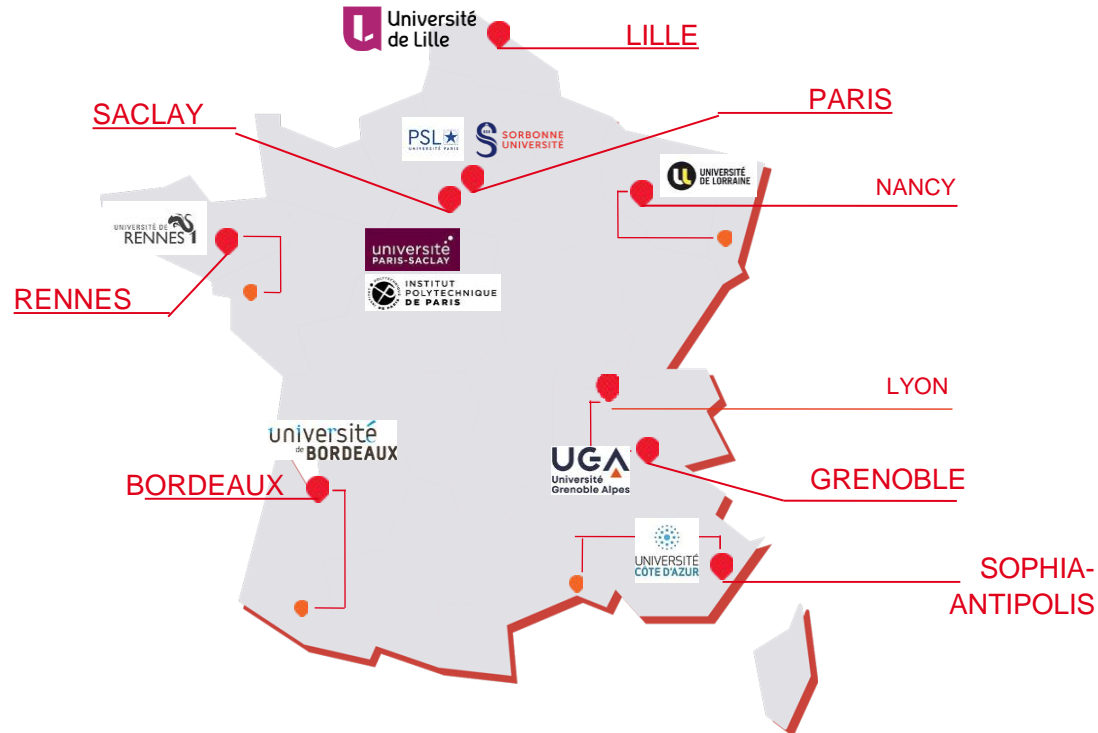 Université
de Lille
LILLE
SACLAY
PARIS
PSL
UNIVERSITÉ PARIS
SORBONNE
UNIVERSITÉ
UNIVERSITÉ
DE LORRAINE
NANCY
UNIVERSITÉ DE
RENNES 1
université
PARIS-SACLAY
INSTITUT
POLYTECHNIQUE
DE PARIS
RENNES
LYON
université
de BORDEAUX
UGA
Université
Grenoble Alpes
BORDEAUX
GRENOBLE
UNIVERSITÉ
CÔTE D'AZUR
SOPHIA-
ANTIPOLIS